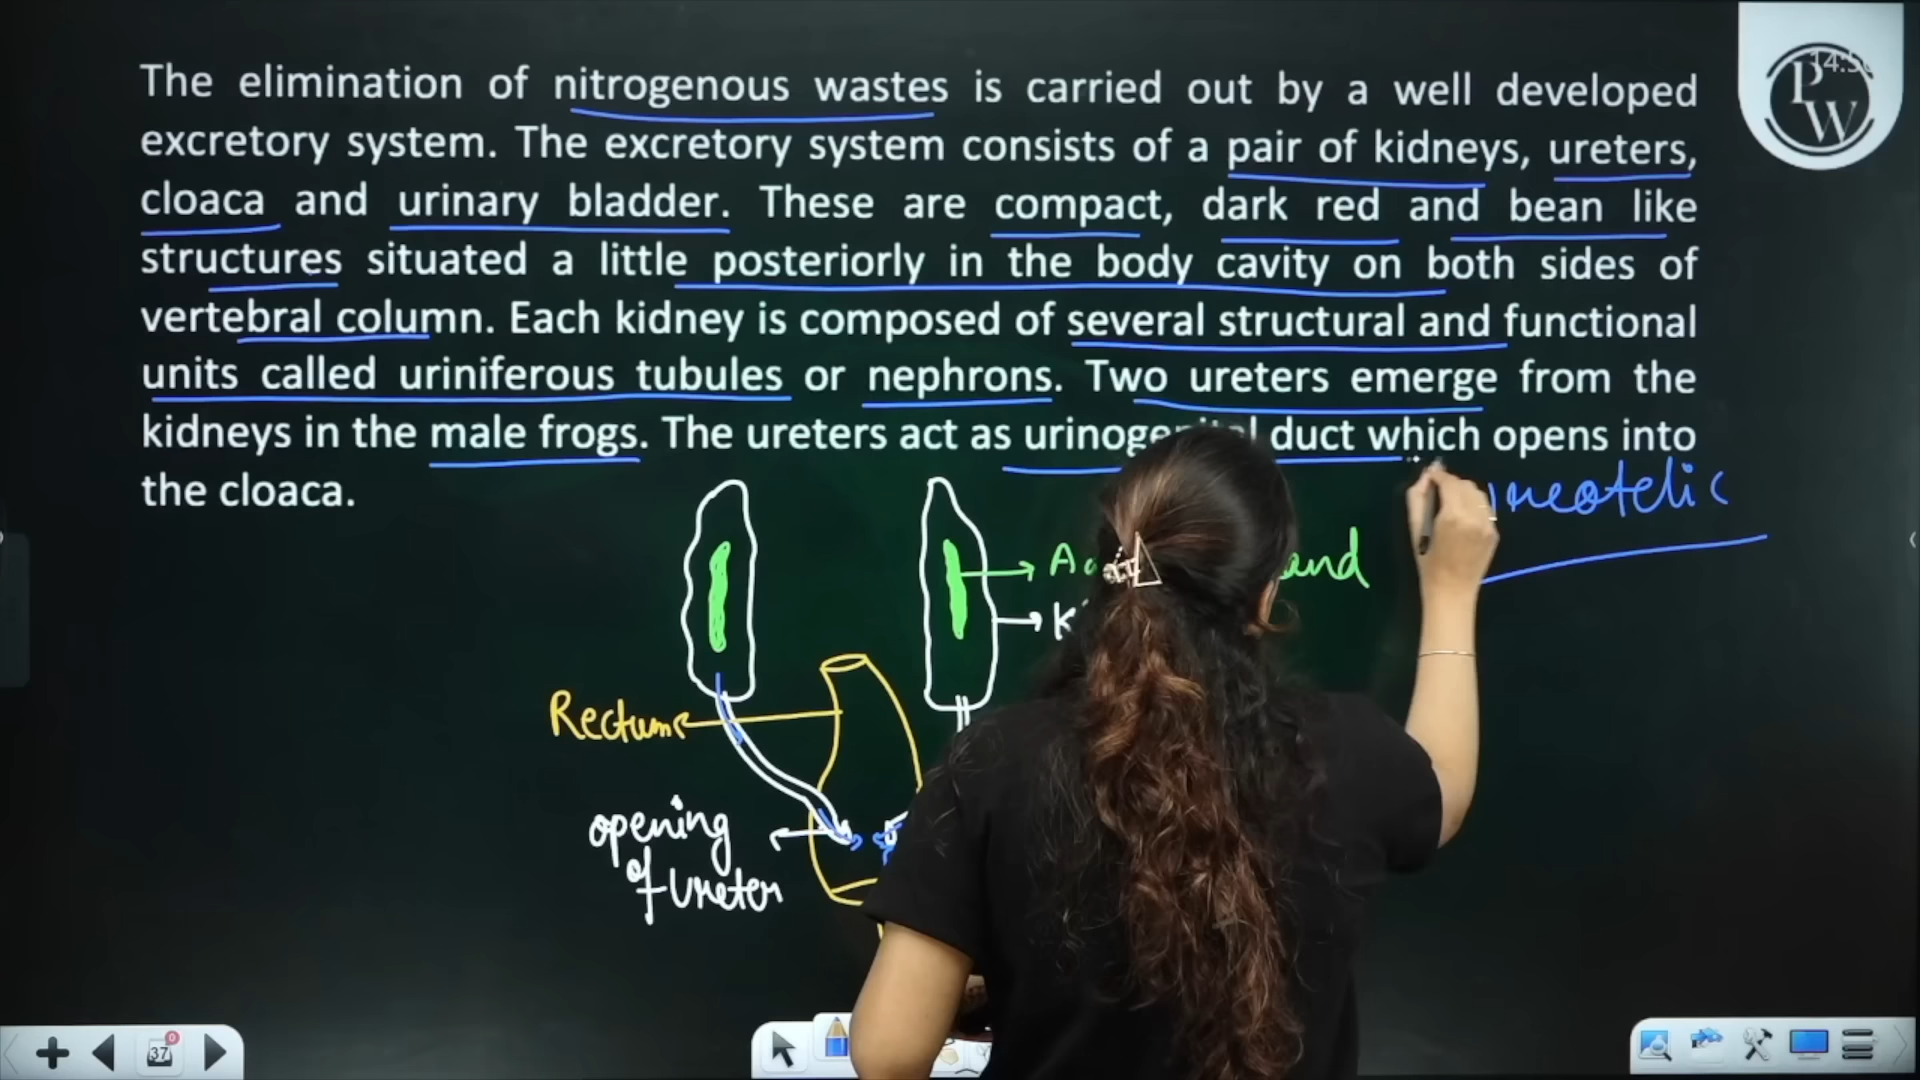 The elimination of nitrogenous wastes is carried out by a well developed
excretory system. The excretory system consists of a pair of kidneys, ureters,
cloaca and urinary bladder. These are compact, dark red and bean like
structures situated a little posteriorly in the body cavity on both sides of
vertebral column. Each kidney is composed of several structural and functional
units called uriniferous tubules or nephrons. Two ureters emerge from the
kidneys in the male frogs. The ureters act as duct which opens into
the cloaca.
Rectum
opening
of Ureter
PW
37
0